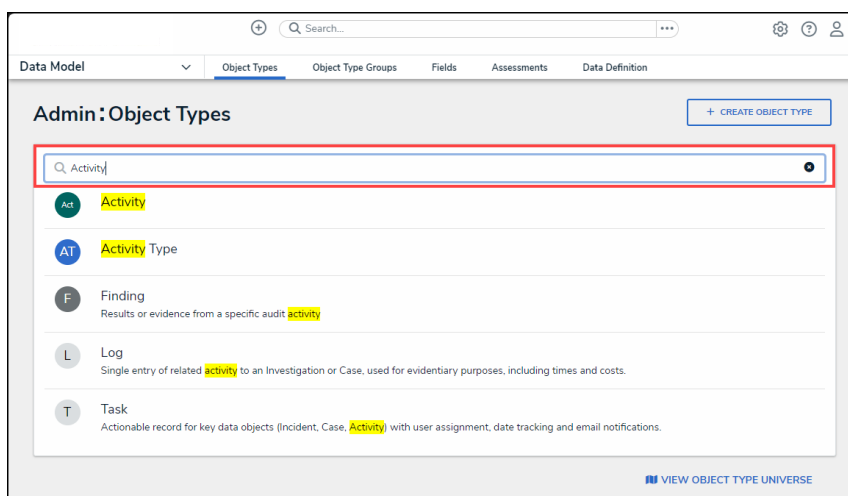 Search...
Data Model
Object Types
Object Type Groups
Fields
Assessments
Data Definition
Admin:Object Types
+ CREATE OBJECT TYPE
Activity
Act
Activity
AT
Activity Type
F
Finding
Results or evidence from a specific audit activity
L
Log
Single entry of related activity to an Investigation or Case, used for evidentiary purposes, including times and costs.
T
Task
Actionable record for key data objects (Incident, Case, Activity) with user assignment, date tracking and email notifications.
VIEW OBJECT TYPE UNIVERSE